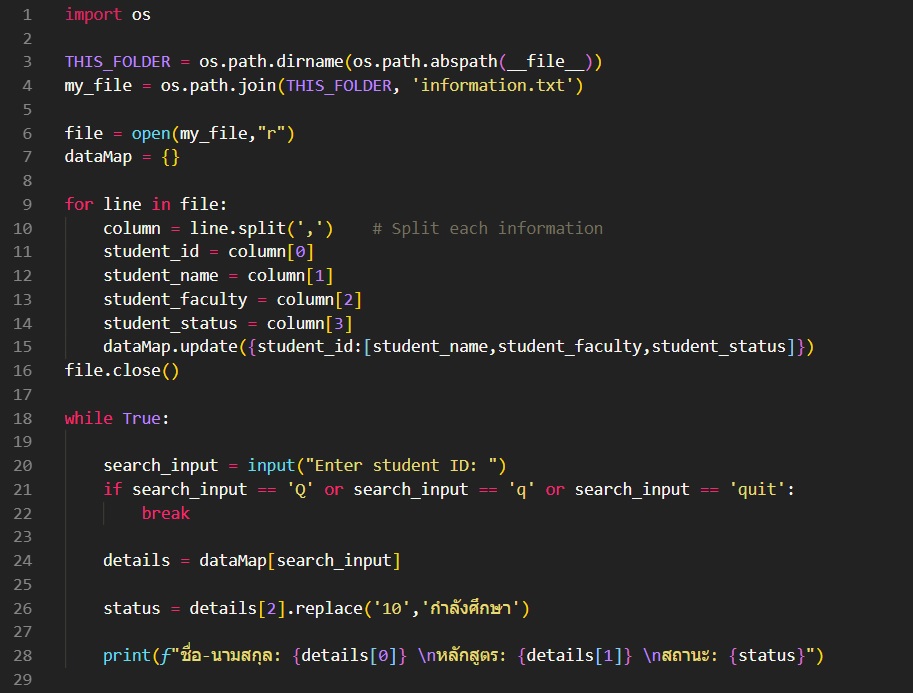 1 import os
2
3 THIS_FOLDER = os.path.dirname(os.path.abspath(__file__))
4 my_file = os.path.join(THIS_FOLDER, 'information.txt')
5
6 file = open(my_file,"r")
7 dataMap = {}
8
9 for line in file:
10     column = line.split(',')    # Split each information
11     student_id = column[0]
12     student_name = column[1]
13     student_faculty = column[2]
14     student_status = column[3]
15     dataMap.update({student_id:[student_name,student_faculty,student_status]})
16 file.close()
17
18 while True:
19
20     search_input = input("Enter student ID: ")
21     if search_input == 'Q' or search_input == 'q' or search_input == 'quit':
22         break
23
24     details = dataMap[search_input]
25
26     status = details[2].replace('10','กำลังศึกษา')
27
28     print(f"ชื่อ-นามสกุล: {details[0]} \nหลักสูตร: {details[1]} \nสถานะ: {status}")
29